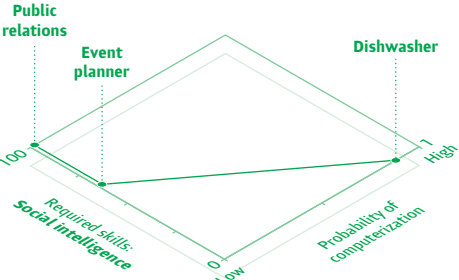 Public
relations
Event
planner
Dishwasher
100
1
High
Required skills:
Social intelligence
0
Low
Probability of
computerization